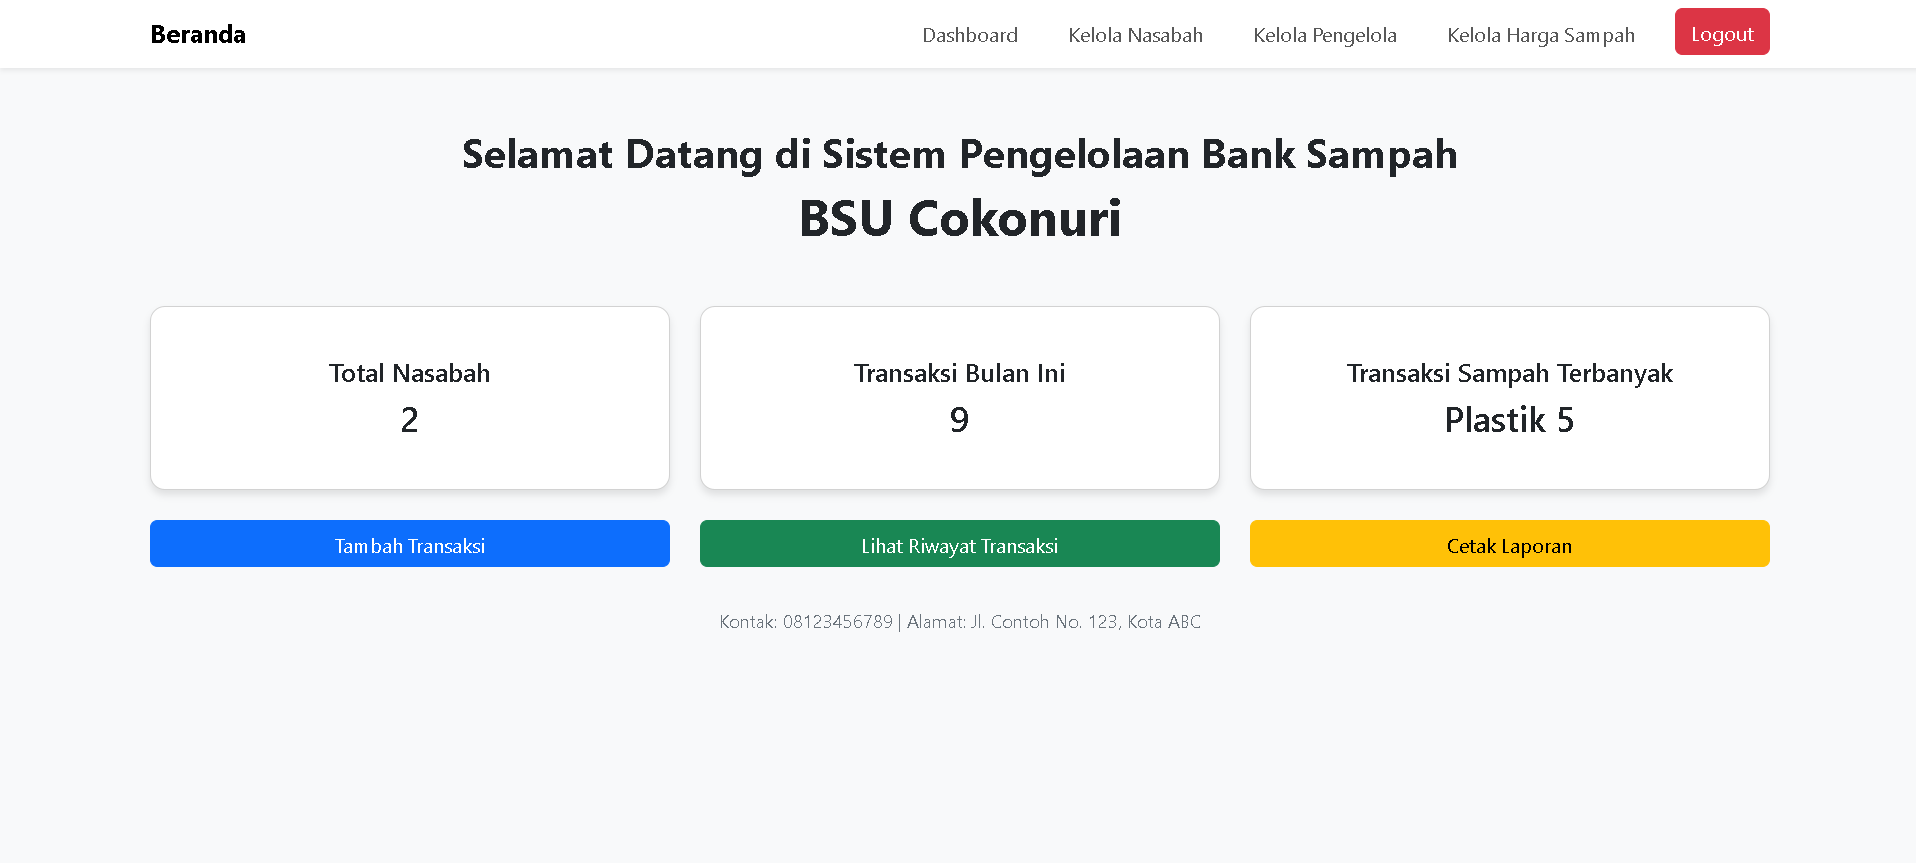 Beranda
Dashboard
Kelola Nasabah
Kelola Pengelola
Kelola Harga Sampah
Logout
Selamat Datang di Sistem Pengelolaan Bank Sampah
BSU Cokonuri
Total Nasabah
2
Transaksi Bulan Ini
9
Transaksi Sampah Terbanyak
Plastik 5
Tambah Transaksi
Lihat Riwayat Transaksi
Cetak Laporan
Kontak: 08123456789 | Alamat: Jl. Contoh No. 123, Kota ABC